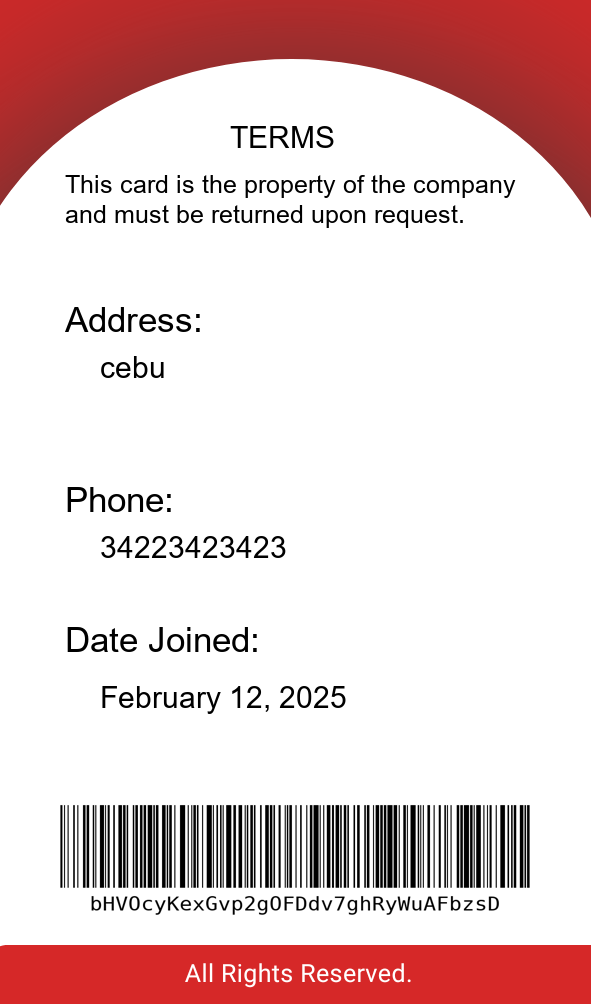 TERMS
This card is the property of the company
and must be returned upon request.
Address:
cebu
Phone:
34223423423
Date Joined:
February 12, 2025
bHVOcyKexGvp2gOFDdv7ghRyWuAFbzsD
All Rights Reserved.